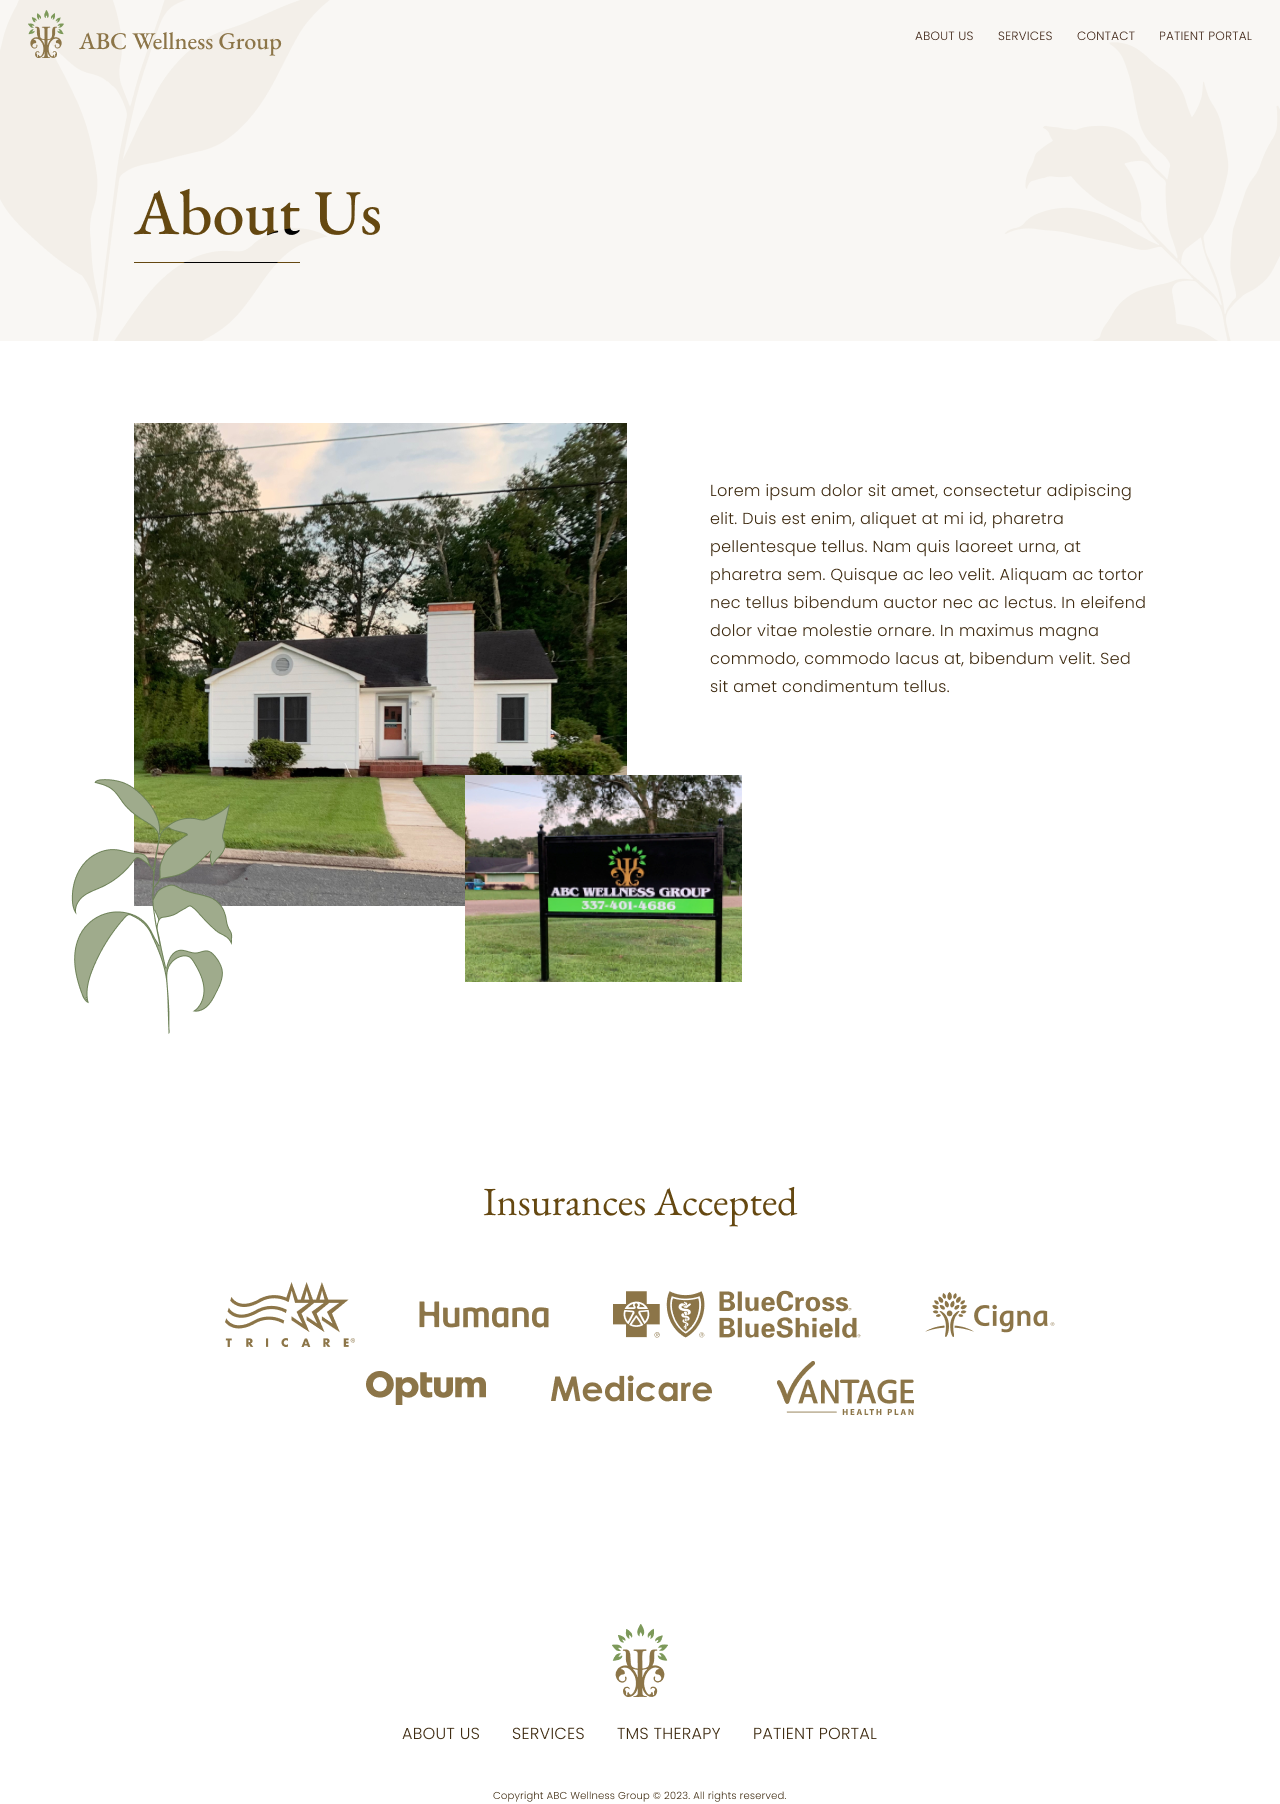 ABC Wellness Group
ABOUT US SERVICES CONTACT PATIENT PORTAL
About Us
Lorem ipsum dolor sit amet, consectetur adipiscing
elit. Duis est enim, aliquet at mi id, pharetra
pellentesque tellus. Nam quis laoreet urna, at
pharetra sem. Quisque ac leo velit. Aliquam ac tortor
nec tellus bibendum auctor nec ac lectus. In eleifend
dolor vitae molestie ornare. In maximus magna
commodo, commodo lacus at, bibendum velit. Sed
sit amet condimentum tellus.
ABC WELLNESS GROUP
337-401-4686
Insurances Accepted
TRICARE®
Humana
BlueCross
BlueShield
Cigna®
Optum
Medicare
VANTAGE
HEALTH PLAN
ABOUT US SERVICES TMS THERAPY PATIENT PORTAL
Copyright ABC Wellness Group © 2023. All rights reserved.